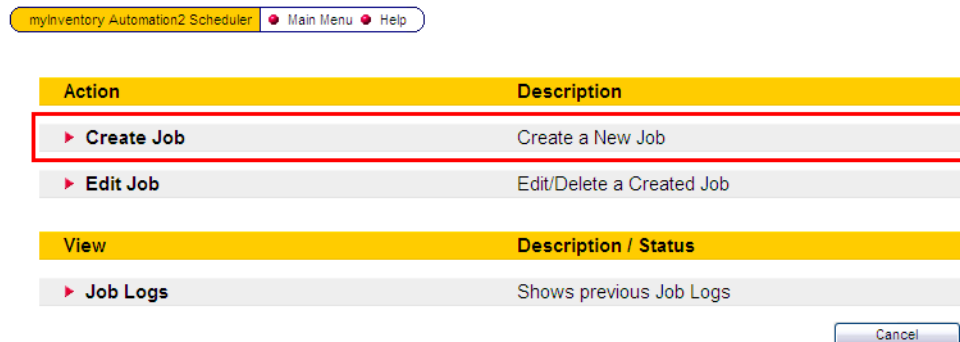 myInventory Automation2 Scheduler Main Menu Help
Action Description
Create Job Create a New Job
Edit Job Edit/Delete a Created Job
View Description / Status
Job Logs Shows previous Job Logs
Cancel